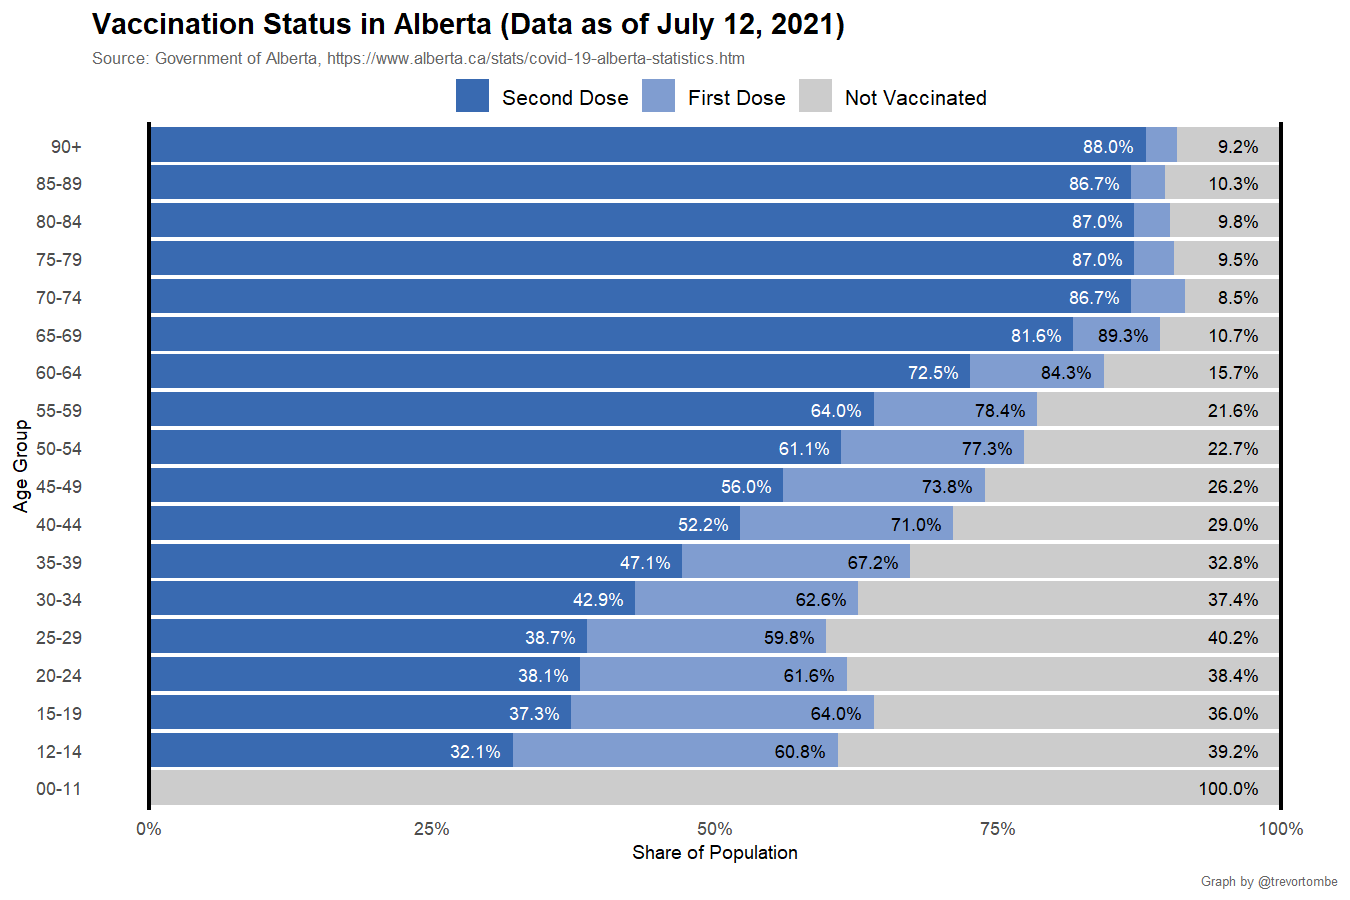 Vaccination Status in Alberta (Data as of July 12, 2021)
Source: Government of Alberta, https://www.alberta.ca/stats/covid-19-alberta-statistics.htm
Second Dose First Dose Not Vaccinated
90+ 88.0% 9.2%
85-89 86.7% 10.3%
80-84 87.0% 9.8%
75-79 87.0% 9.5%
70-74 86.7% 8.5%
65-69 81.6% 89.3% 10.7%
60-64 72.5% 84.3% 15.7%
55-59 64.0% 78.4% 21.6%
50-54 61.1% 77.3% 22.7%
Age Group
45-49 56.0% 73.8% 26.2%
40-44 52.2% 71.0% 29.0%
35-39 47.1% 67.2% 32.8%
30-34 42.9% 62.6% 37.4%
25-29 38.7% 59.8% 40.2%
20-24 38.1% 61.6% 38.4%
15-19 37.3% 64.0% 36.0%
12-14 32.1% 60.8% 39.2%
00-11 100.0%
0% 25% 50% 75% 100%
Share of Population
Graph by @trevortombe